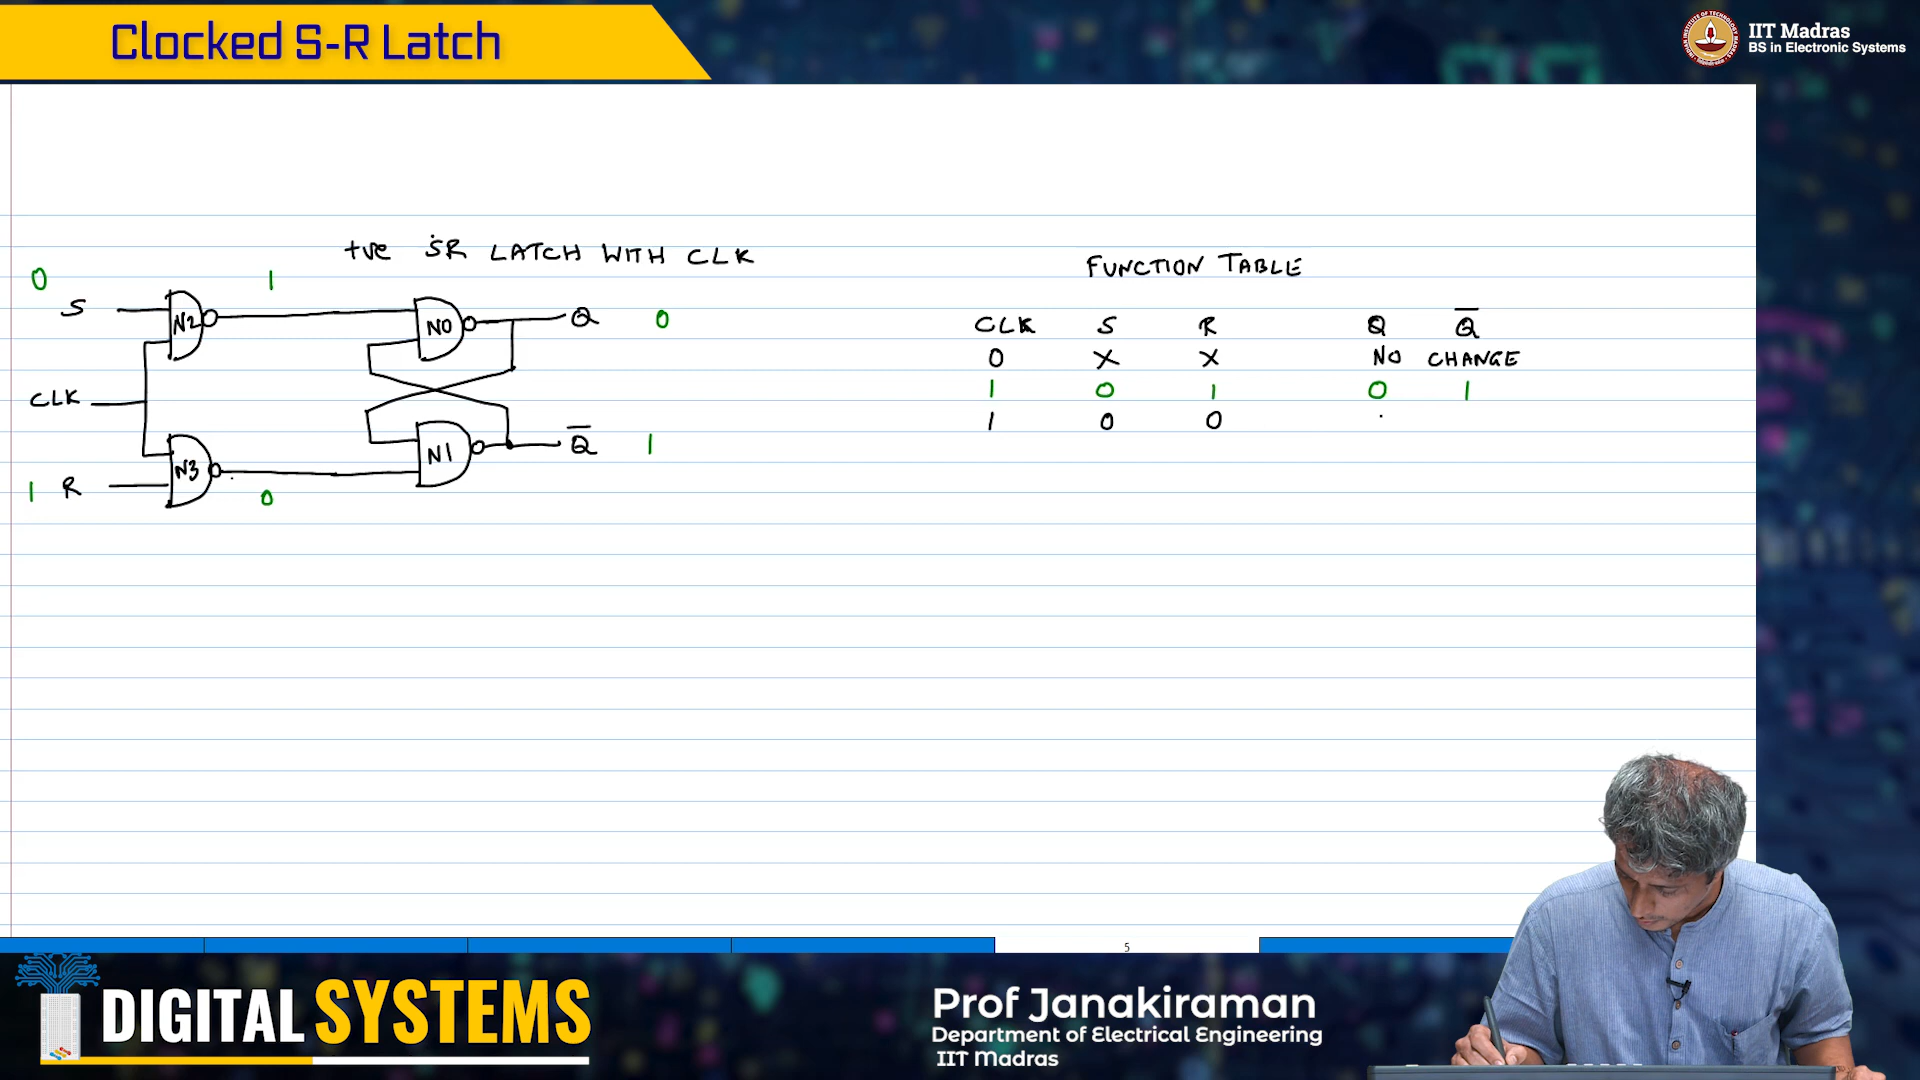 Clocked S-R Latch
IIT Madras
BS in Electronic Systems
+ve SR LATCH WITH CLK
0 1
S N2 N0 Q 0
CLK
R N3 N1 Q̅ 1
1 0
FUNCTION TABLE
CLK S R Q Q̅
0 X X NO CHANGE
1 0 1 0 1
1 0 0
5
DIGITAL SYSTEMS
Prof Janakiraman
Department of Electrical Engineering
IIT Madras